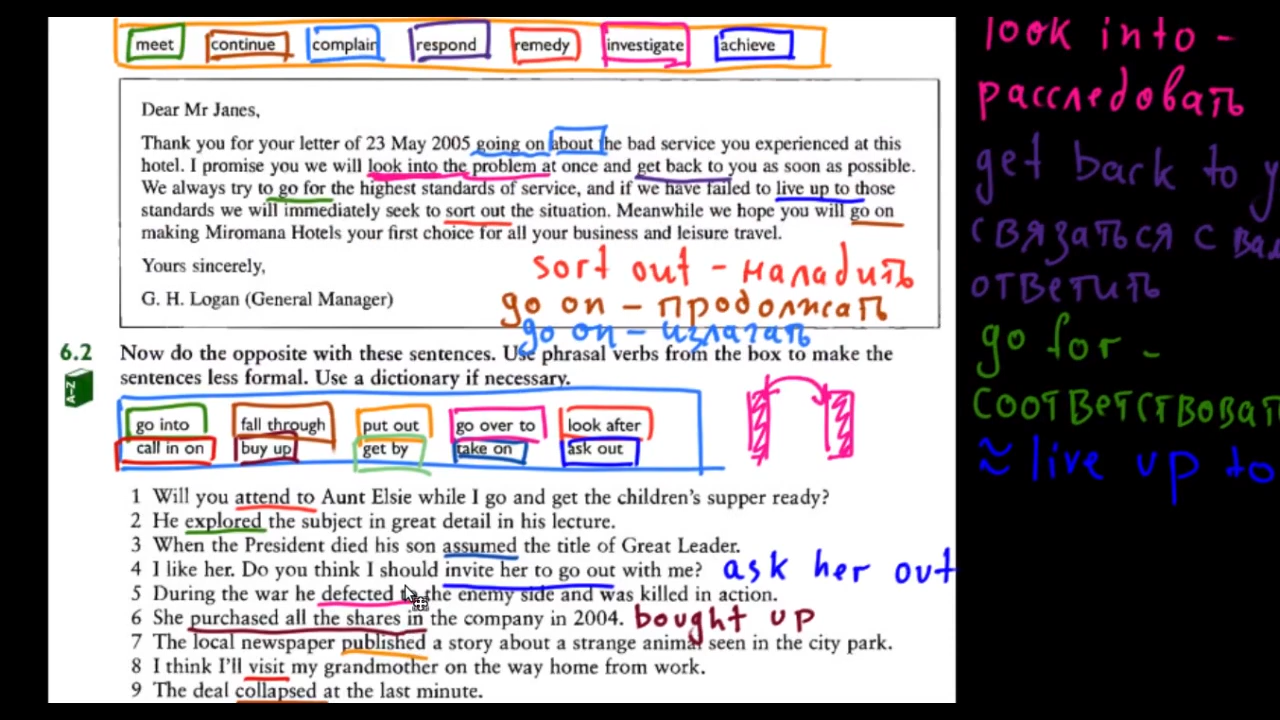 meet continue complain respond remedy investigate achieve
Dear Mr Janes,
Thank you for your letter of 23 May 2005 going on about the bad service you experienced at this
hotel. I promise you we will look into the problem at once and get back to you as soon as possible.
We always try to go for the highest standards of service, and if we have failed to live up to those
standards we will immediately seek to sort out the situation. Meanwhile we hope you will go on
making Miromana Hotels your first choice for all your business and leisure travel.
Yours sincerely,
G. H. Logan (General Manager)
sort out - наладить
go on - продолжать
go on - излагать
6.2 Now do the opposite with these sentences. Use phrasal verbs from the box to make the
sentences less formal. Use a dictionary if necessary.
go into fall through put out go over to look after
call in on buy up get by take on ask out
1 Will you attend to Aunt Elsie while I go and get the children's supper ready?
2 He explored the subject in great detail in his lecture.
3 When the President died his son assumed the title of Great Leader.
4 I like her. Do you think I should invite her to go out with me? ask her out
5 During the war he defected to the enemy side and was killed in action.
6 She purchased all the shares in the company in 2004. bought up
7 The local newspaper published a story about a strange animal seen in the city park.
8 I think I'll visit my grandmother on the way home from work.
9 The deal collapsed at the last minute.
look into -
расследовать
get back to y
связаться с вам
ответить
go for -
соответствоват
≈ live up to